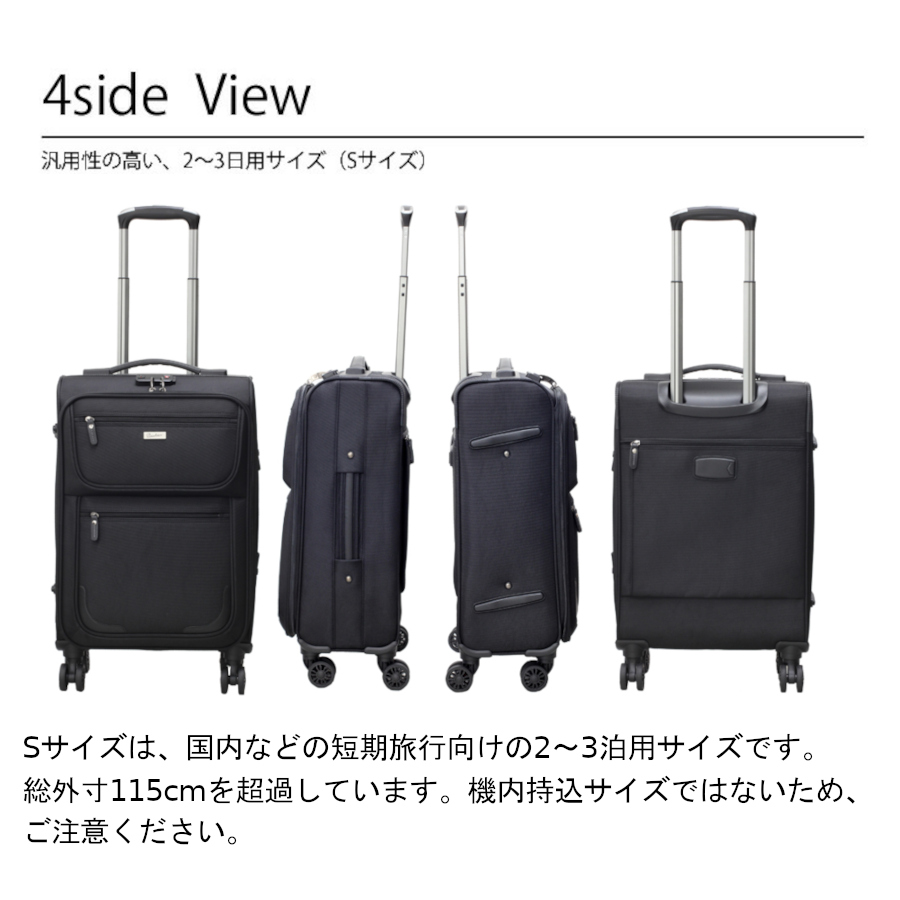 4side View
汎用性の高い、2〜3日用サイズ（Sサイズ）
Sサイズは、国内などの短期旅行向けの2〜3泊用サイズです。
総外寸115cmを超過しています。機内持込サイズではないため、
ご注意ください。